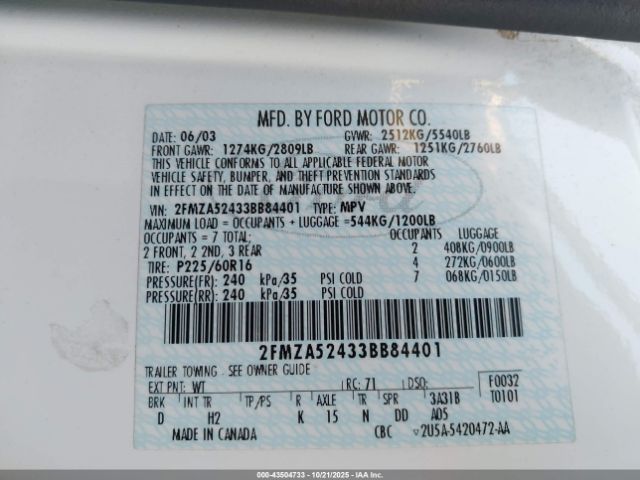 MFD. BY FORD MOTOR CO.
DATE: 06/03 GVWR: 2512KG/5540LB
FRONT GAWR: 1274KG/2809LB REAR GAWR: 1251KG/2760LB
THIS VEHICLE CONFORMS TO ALL APPLICABLE FEDERAL MOTOR
VEHICLE SAFETY, BUMPER, AND THEFT PREVENTION STANDARDS
IN EFFECT ON THE DATE OF MANUFACTURE SHOWN ABOVE.
VIN: 2FMZA52433BB84401 TYPE: MPV
MAXIMUM LOAD = OCCUPANTS + LUGGAGE =544KG/1200LB
OCCUPANTS = 7 TOTAL: OCCUPANTS LUGGAGE
2 FRONT, 2 2ND, 3 REAR 2 408KG/0900LB
TIRE: P225/60R16 4 272KG/0600LB
PRESSURE(FR): 240 kPa/35 PSI COLD 7 068KG/0150LB
PRESSURE(RR): 240 kPa/35 PSI COLD
2FMZA52433BB84401
TRAILER TOWING - SEE OWNER GUIDE
EXT PNT: WT RC: 71 DSO: F0032
BRK INT TR TP/PS R AXLE TR SPR 3A31B T0101
D H2 K 15 N DD A05
MADE IN CANADA CBC 2U5A-5420472-AA
000-43504733 - 10/21/2025 - IAAI.com